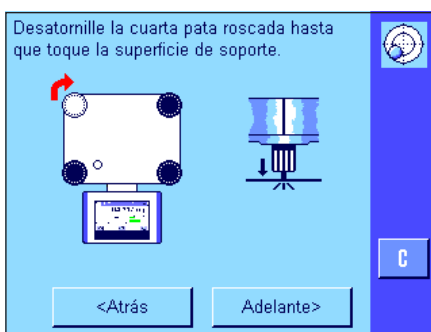 Desatornille la cuarta pata roscada hasta
que toque la superficie de soporte.
C
<Atrás
Adelante>